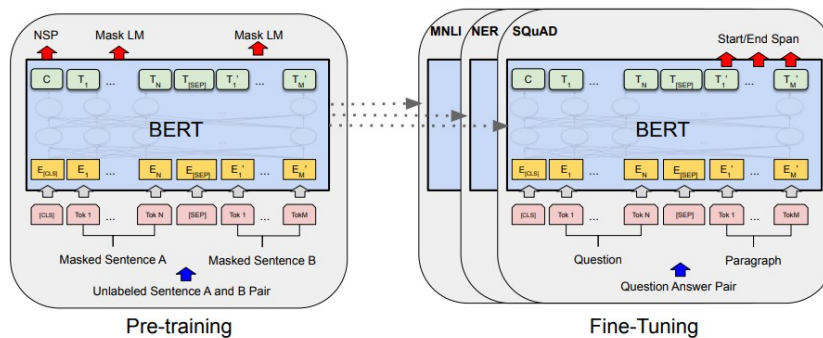 NSP Mask LM Mask LM
C T1 ... TN T[SEP] T1' ... TM'
BERT
E[CLS] E1 ... EN E[SEP] E1' ... EM'
[CLS] Tok 1 ... Tok N [SEP] Tok 1 ... TokM
Masked Sentence A Masked Sentence B
Unlabeled Sentence A and B Pair
Pre-training
MNLI NER SQuAD
Start/End Span
C T1 ... TN T[SEP] T1' ... TM'
BERT
E[CLS] E1 ... EN E[SEP] E1' ... EM'
[CLS] Tok 1 ... Tok N [SEP] Tok 1 ... TokM
Question Paragraph
Question Answer Pair
Fine-Tuning